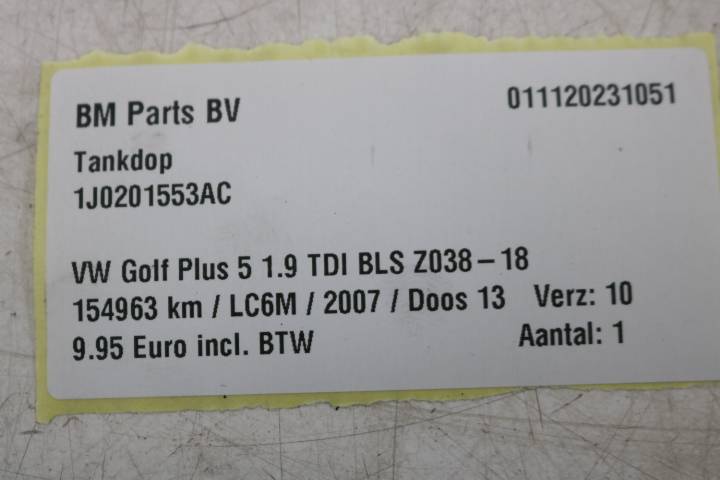 BM Parts BV 011120231051
Tankdop
1J0201553AC
VW Golf Plus 5 1.9 TDI BLS Z038-18
154963 km / LC6M / 2007 / Doos 13 Verz: 10
9.95 Euro incl. BTW Aantal: 1